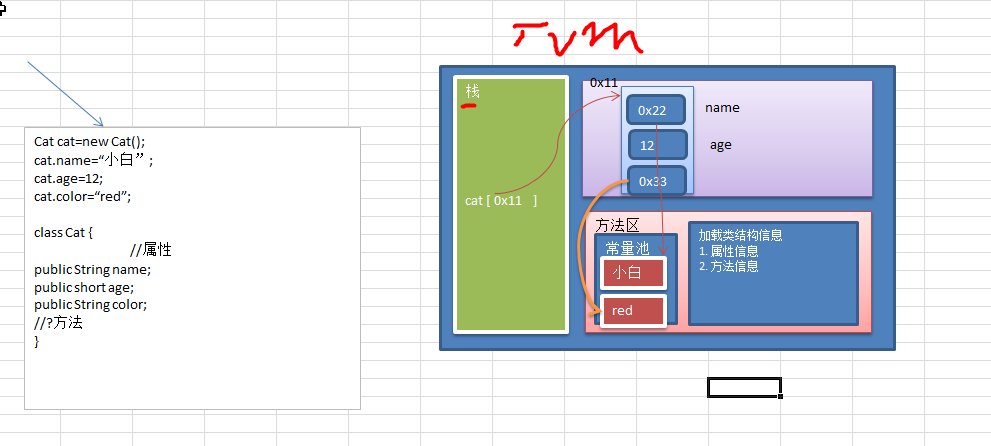 JVM
Cat cat=new Cat();
cat.name=“小白” ;
cat.age=12;
cat.color=“red”;
class Cat {
//属性
public String name;
public short age;
public String color;
//?方法
}
栈
cat [ 0x11 ]
0x11
0x22
name
12
age
0x33
方法区
常量池
小白
red
加载类结构信息
1. 属性信息
2. 方法信息